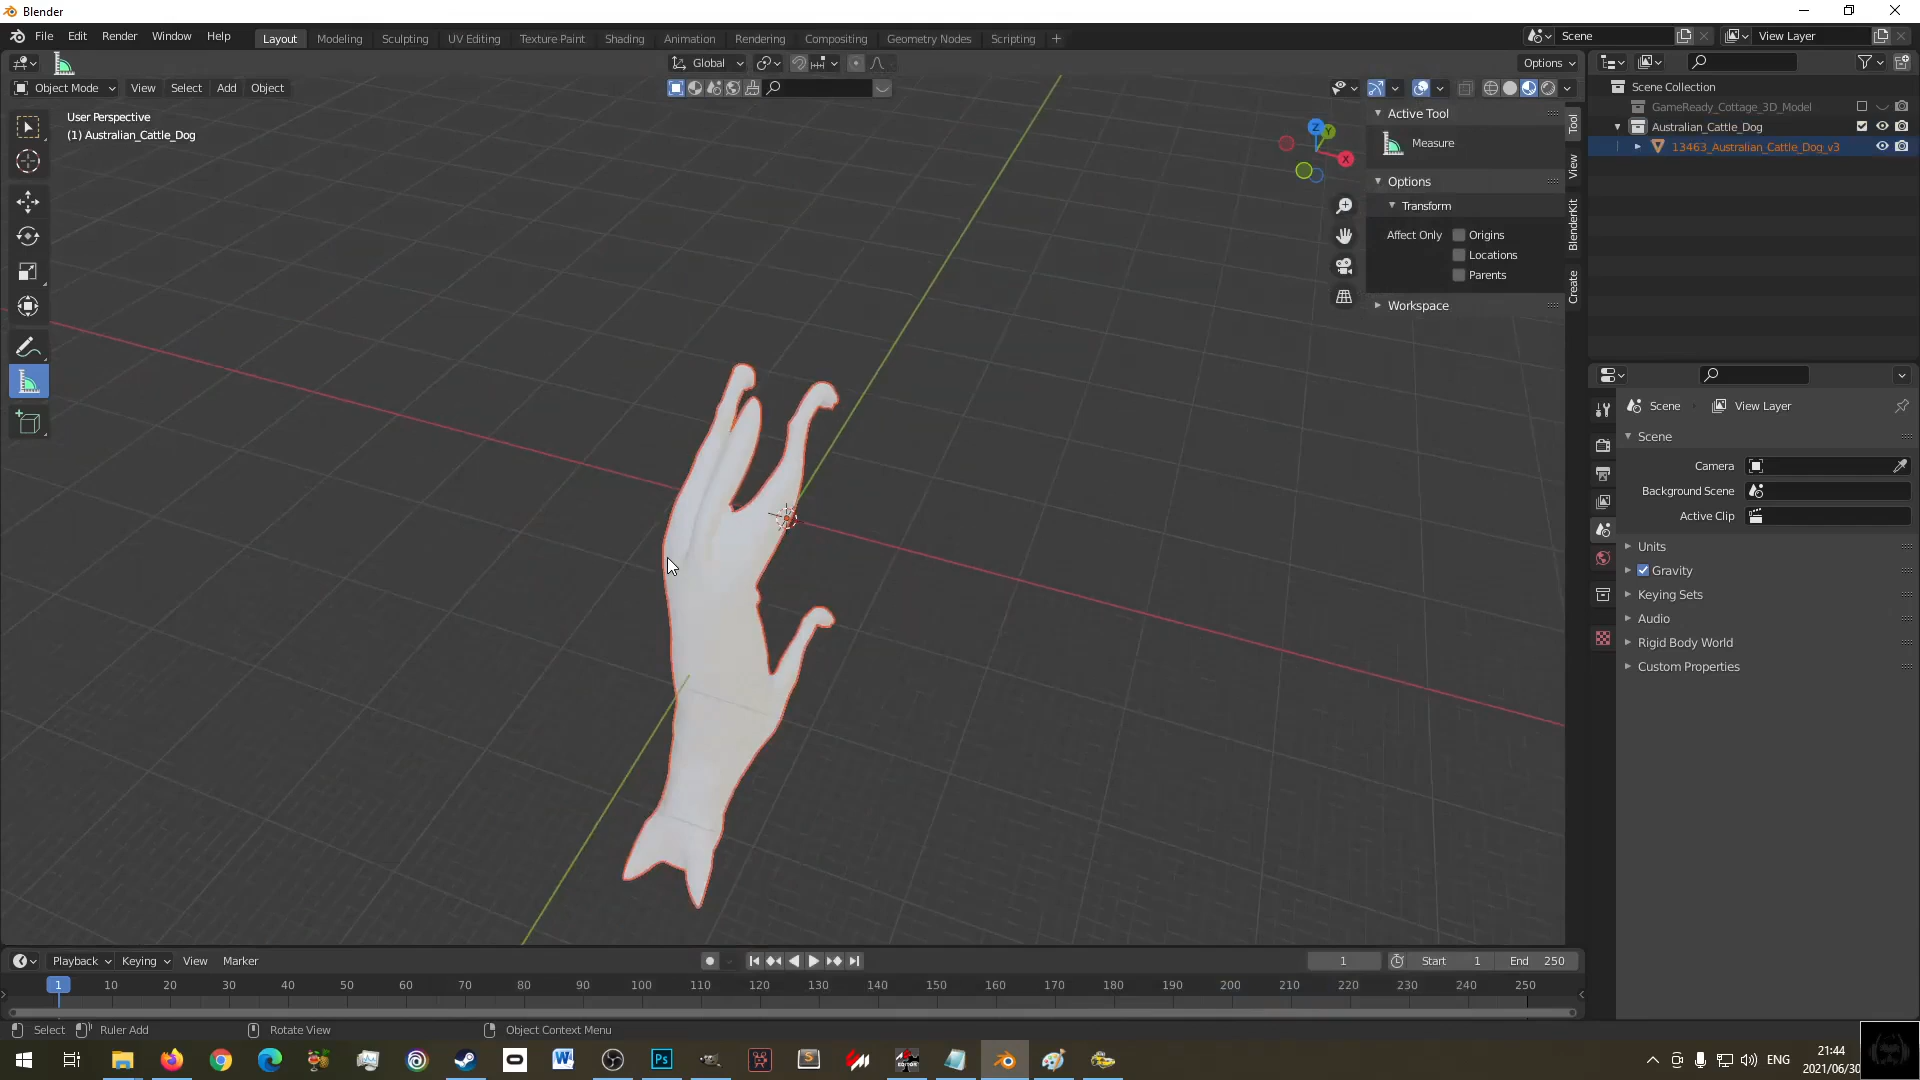 Blender
File Edit Render Window Help Layout Modeling Sculpting UV Editing Texture Paint Shading Animation Rendering Compositing Geometry Nodes Scripting + Scene View Layer
Global Options
Object Mode View Select Add Object
User Perspective
(1) Australian_Cattle_Dog
Z
Y
X
Active Tool
Measure
Options
Transform
Affect Only Origins
Locations
Parents
Workspace
Tool
View
BlenderKit
Create
Scene Collection
GameReady_Cottage_3D_Model
Australian_Cattle_Dog
13463_Australian_Cattle_Dog_v3
Scene View Layer
Scene
Camera
Background Scene
Active Clip
Units
Gravity
Keying Sets
Audio
Rigid Body World
Custom Properties
Playback Keying View Marker 1 Start 1 End 250
1 10 20 30 40 50 60 70 80 90 100 110 120 130 140 150 160 170 180 190 200 210 220 230 240 250
Select Ruler Add Rotate View Object Context Menu
W Ps S EDITOR ENG
21:44
2021/06/30